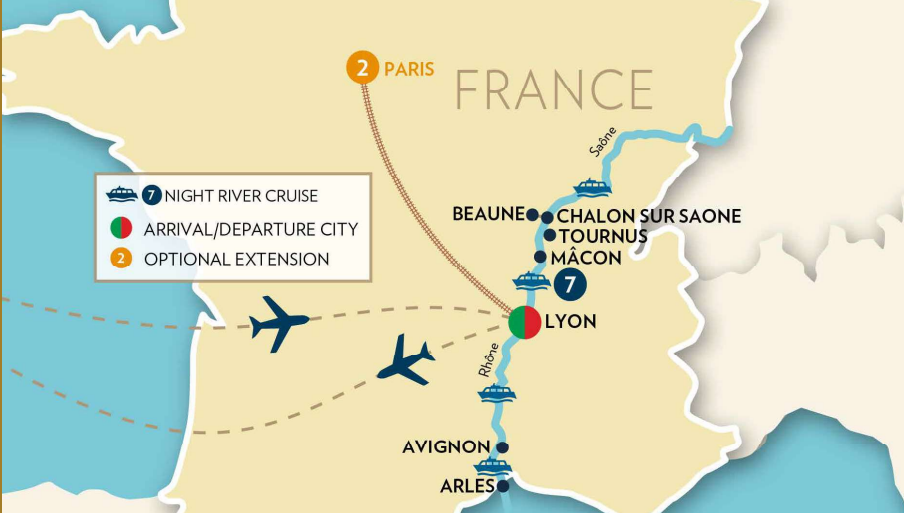 2 PARIS
FRANCE
Saône
7 NIGHT RIVER CRUISE
ARRIVAL/DEPARTURE CITY
2 OPTIONAL EXTENSION
BEAUNE
CHALON SUR SAONE
TOURNUS
MÂCON
7
LYON
Rhône
AVIGNON
ARLES